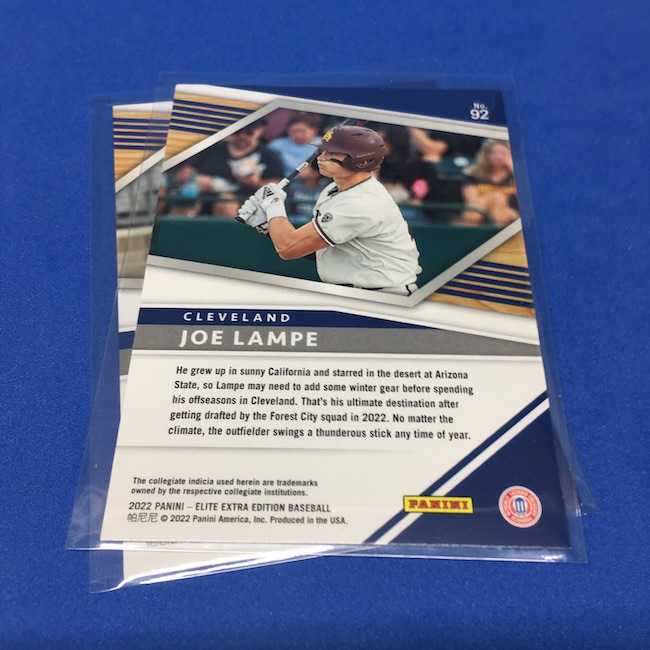 No.
92
CLEVELAND
JOE LAMPE
He grew up in sunny California and starred in the desert at Arizona
State, so Lampe may need to add some winter gear before spending
his offseasons in Cleveland. That's his ultimate destination after
getting drafted by the Forest City squad in 2022. No matter the
climate, the outfielder swings a thunderous stick any time of year.
The collegiate indicia used herein are trademarks
owned by the respective collegiate institutions.
2022 PANINI – ELITE EXTRA EDITION BASEBALL
帕尼尼 © 2022 Panini America, Inc. Produced in the USA.
PANINI